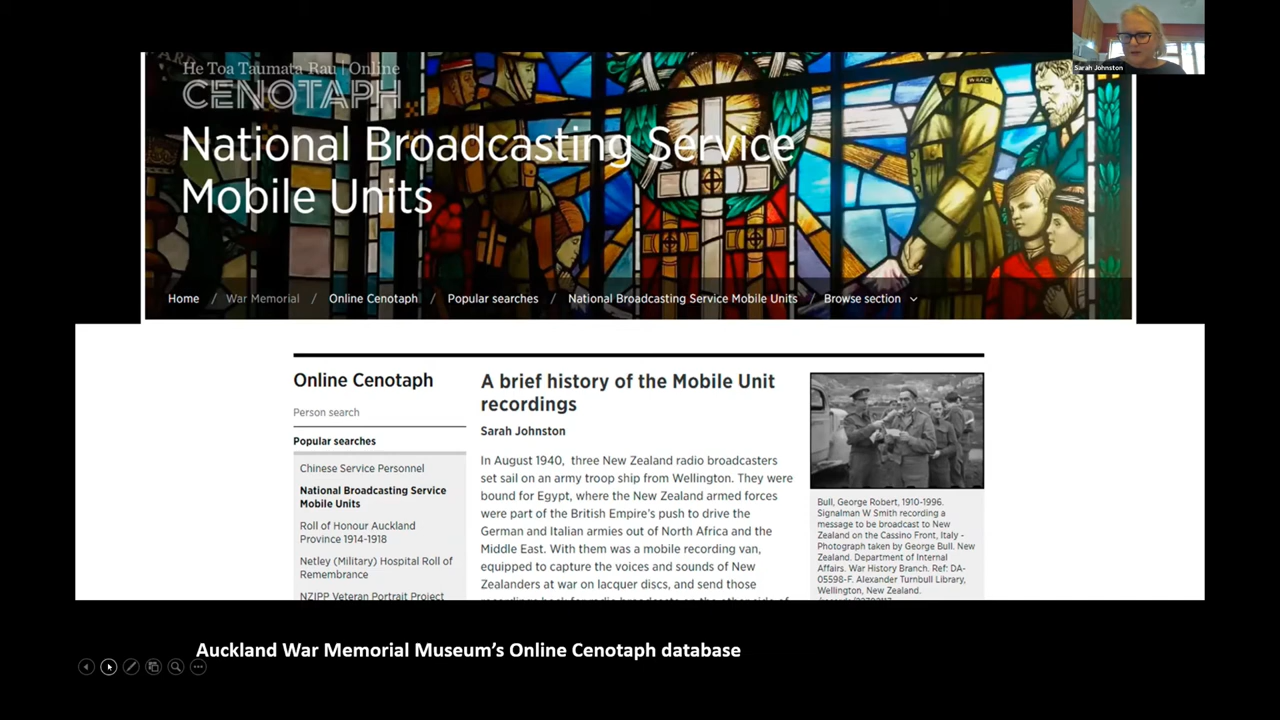 Sarah Johnston
He Toa Taumata Rau | Online
CENOTAPH
National Broadcasting Service
Mobile Units
Home / War Memorial / Online Cenotaph / Popular searches / National Broadcasting Service Mobile Units / Browse section
Online Cenotaph
Person search
Popular searches
Chinese Service Personnel
National Broadcasting Service
Mobile Units
Roll of Honour Auckland
Province 1914-1918
Netley (Military) Hospital Roll of
Remembrance
NZIPP Veteran Portrait Project
A brief history of the Mobile Unit
recordings
Sarah Johnston
In August 1940, three New Zealand radio broadcasters
set sail on an army troop ship from Wellington. They were
bound for Egypt, where the New Zealand armed forces
were part of the British Empire's push to drive the
German and Italian armies out of North Africa and the
Middle East. With them was a mobile recording van,
equipped to capture the voices and sounds of New
Zealanders at war on lacquer discs, and send those
Bull, George Robert, 1910-1996.
Signalman W Smith recording a
message to be broadcast to New
Zealand on the Cassino Front, Italy -
Photograph taken by George Bull. New
Zealand. Department of Internal
Affairs. War History Branch. Ref: DA-
05598-F. Alexander Turnbull Library,
Wellington, New Zealand.
Auckland War Memorial Museum's Online Cenotaph database